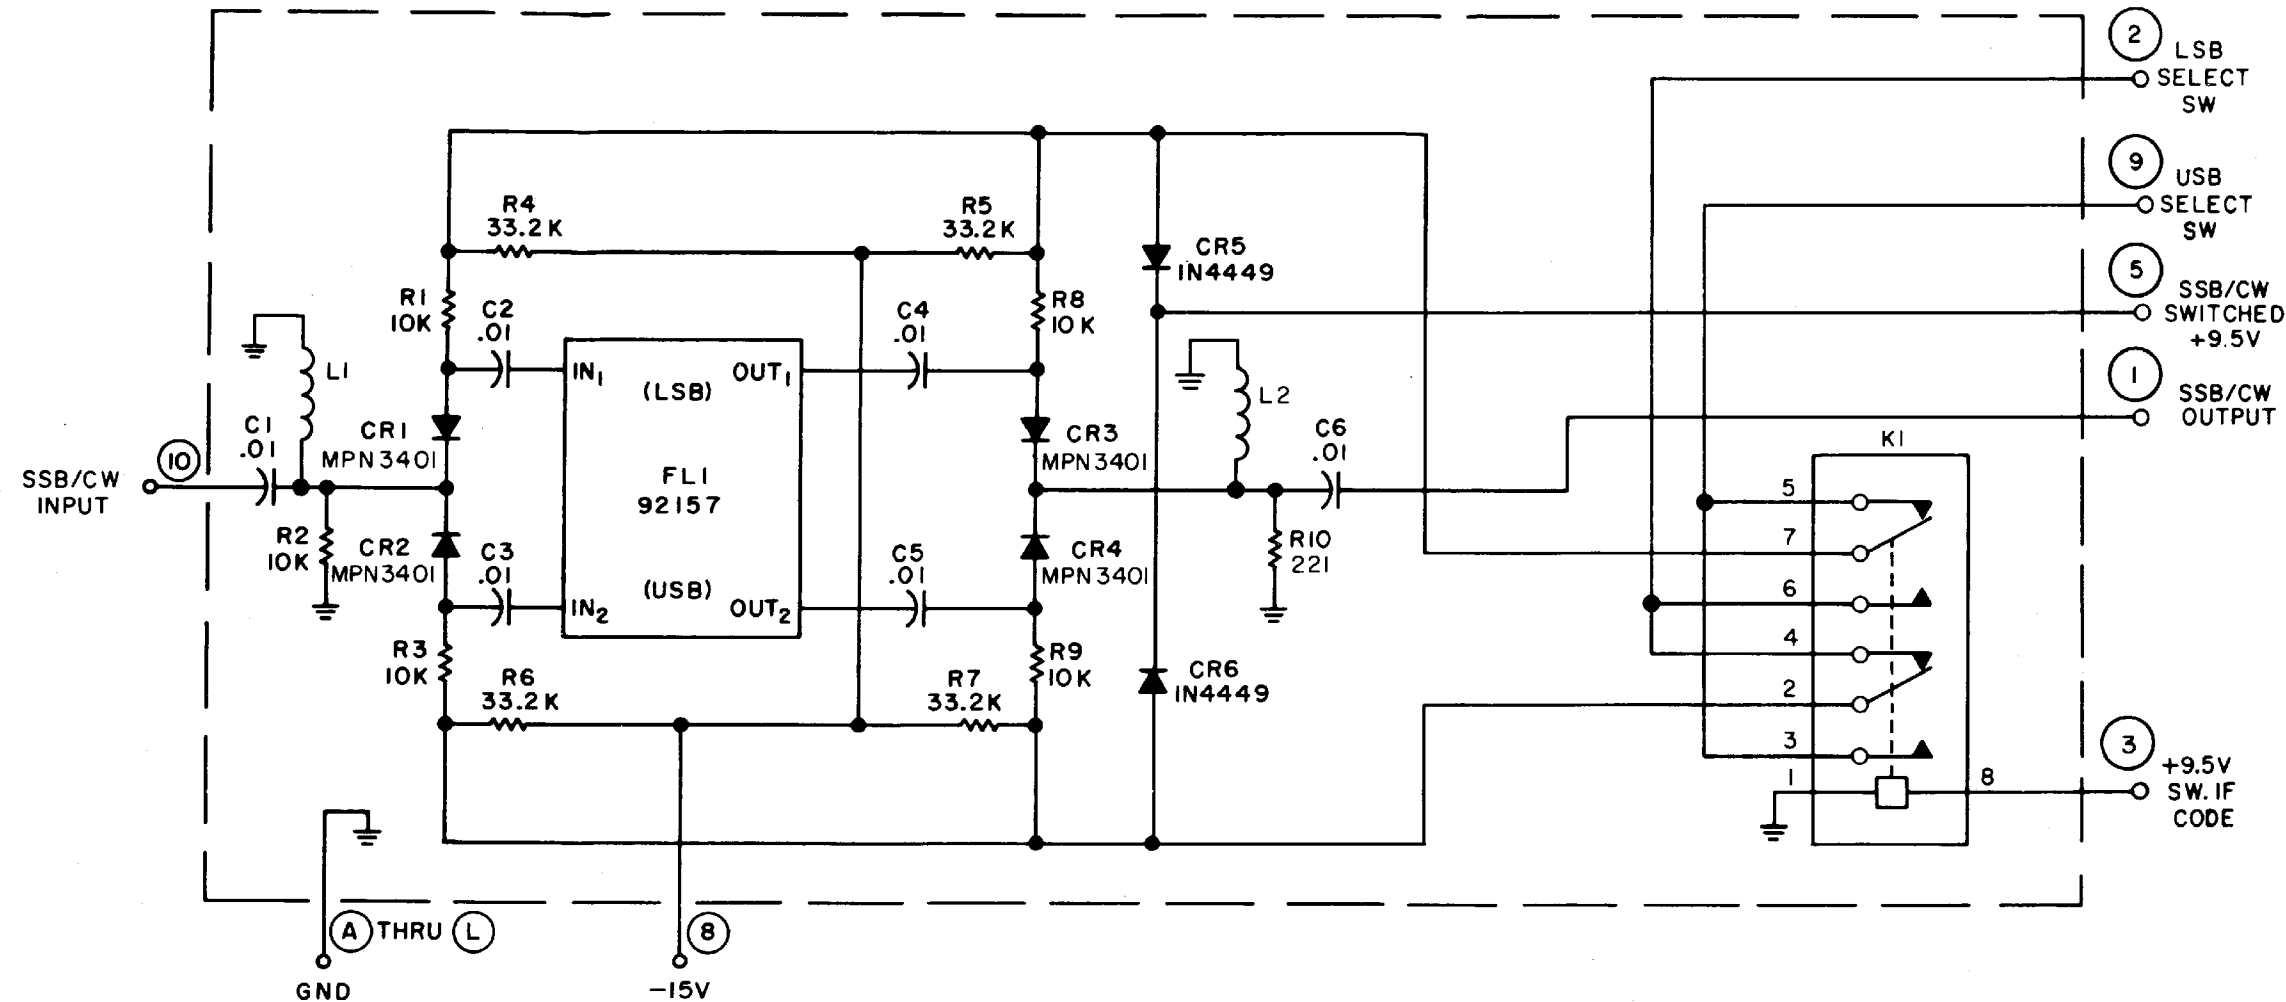 2
LSB
SELECT
SW
9
USB
SELECT
SW
5
SSB/CW
SWITCHED
+9.5V
1
SSB/CW
OUTPUT
R4
33.2K
R5
33.2K
CR5
IN4449
R1
10K
C2
.01
C4
.01
R8
10K
L1
IN1
(LSB)
OUT1
L2
C1
.01
CR1
MPN3401
CR3
MPN3401
C6
.01
K1
10
SSB/CW
INPUT
FL1
92157
5
7
R2
10K
CR2
MPN3401
C3
.01
C5
.01
CR4
MPN3401
R10
221
IN2
(USB)
OUT2
6
4
R3
10K
R6
33.2K
R7
33.2K
R9
10K
CR6
IN4449
2
3
1
8
3
+9.5V
SW. IF
CODE
A THRU L
8
GND
-15V